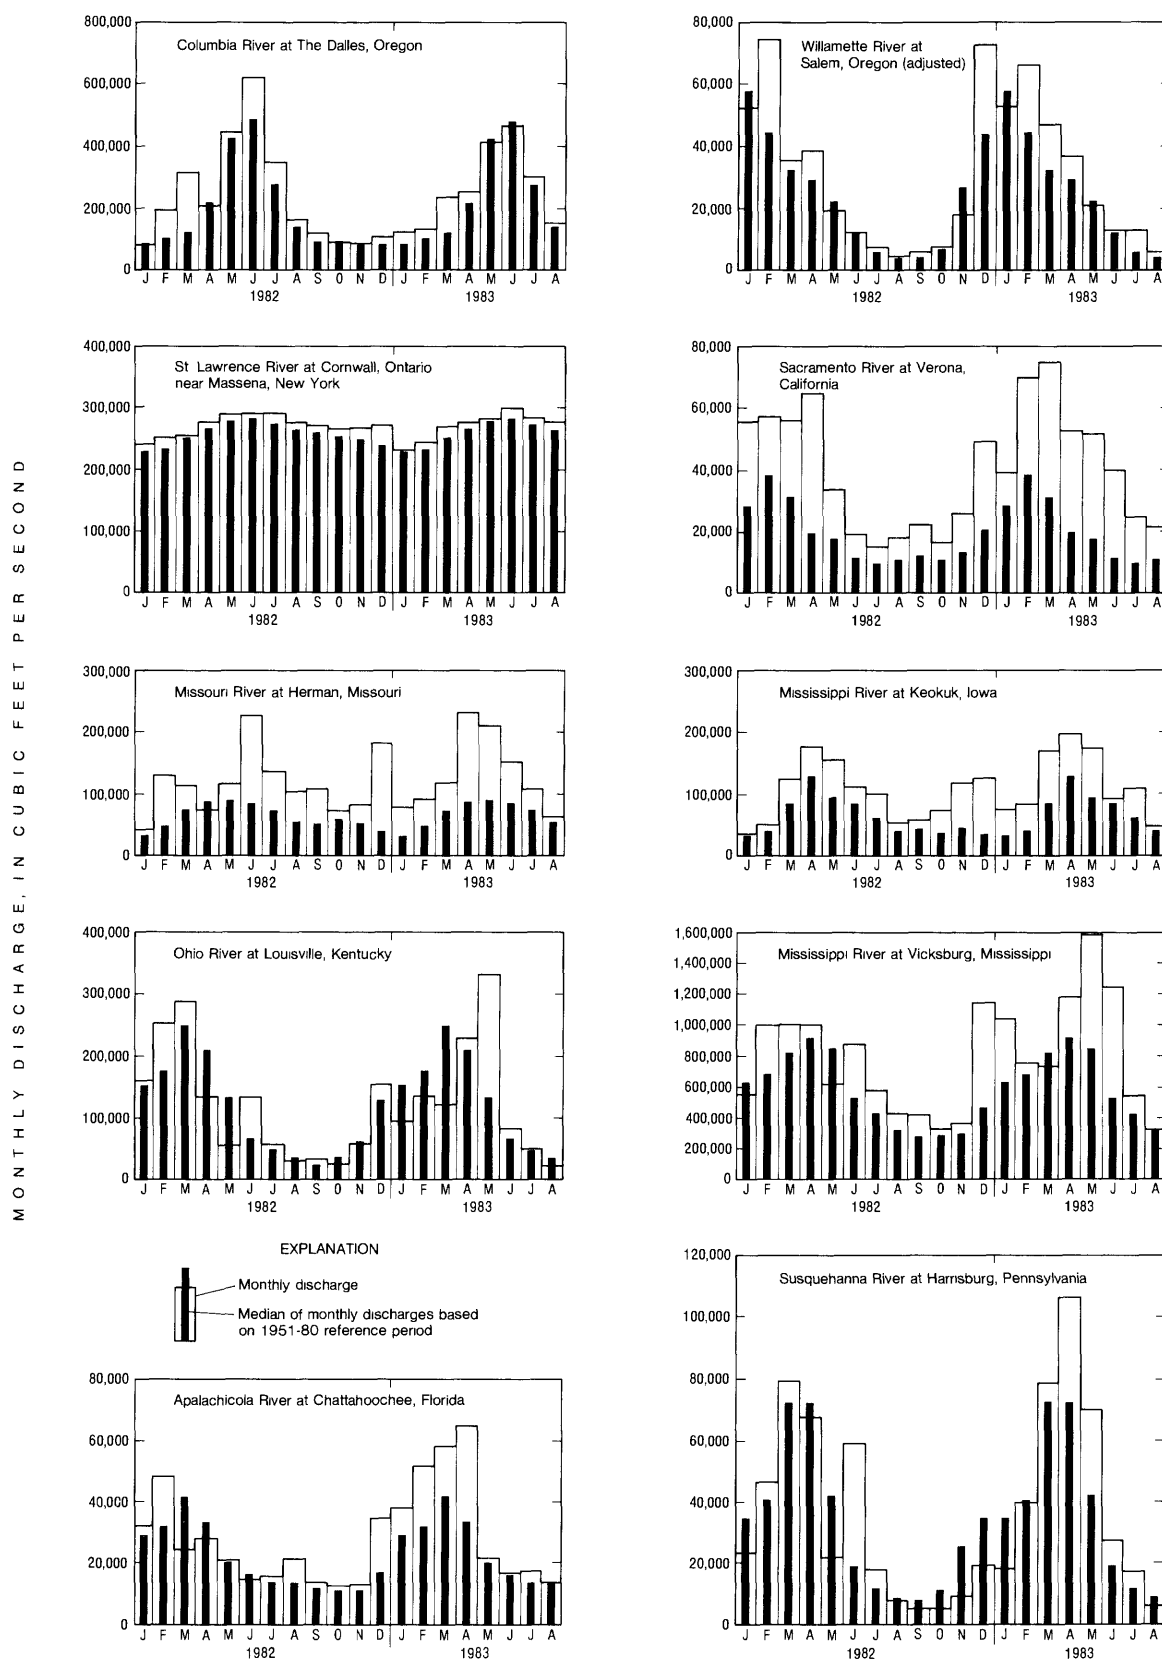 MONTHLY DISCHARGE, IN CUBIC FEET PER SECOND
800,000
600,000
400,000
200,000
0
Columbia River at The Dalles, Oregon
J F M A M J J A S O N D J F M A M J J A
1982 1983
80,000
60,000
40,000
20,000
0
Willamette River at
Salem, Oregon (adjusted)
J F M A M J J A S O N D J F M A M J J A
1982 1983
400,000
300,000
200,000
100,000
0
St Lawrence River at Cornwall, Ontario
near Massena, New York
J F M A M J J A S O N D J F M A M J J A
1982 1983
80,000
60,000
40,000
20,000
0
Sacramento River at Verona,
California
J F M A M J J A S O N D J F M A M J J A
1982 1983
300,000
200,000
100,000
0
Missouri River at Herman, Missouri
J F M A M J J A S O N D J F M A M J J A
1982 1983
300,000
200,000
100,000
0
Mississippi River at Keokuk, Iowa
J F M A M J J A S O N D J F M A M J J A
1982 1983
400,000
300,000
200,000
100,000
0
Ohio River at Louisville, Kentucky
J F M A M J J A S O N D J F M A M J J A
1982 1983
1,600,000
1,400,000
1,200,000
1,000,000
800,000
600,000
400,000
200,000
0
Mississippi River at Vicksburg, Mississippi
J F M A M J J A S O N D J F M A M J J A
1982 1983
EXPLANATION
Monthly discharge
Median of monthly discharges based
on 1951-80 reference period
80,000
60,000
40,000
20,000
0
Apalachicola River at Chattahoochee, Florida
J F M A M J J A S O N D J F M A M J J A
1982 1983
120,000
100,000
80,000
60,000
40,000
20,000
0
Susquehanna River at Harrisburg, Pennsylvania
J F M A M J J A S O N D J F M A M J J A
1982 1983